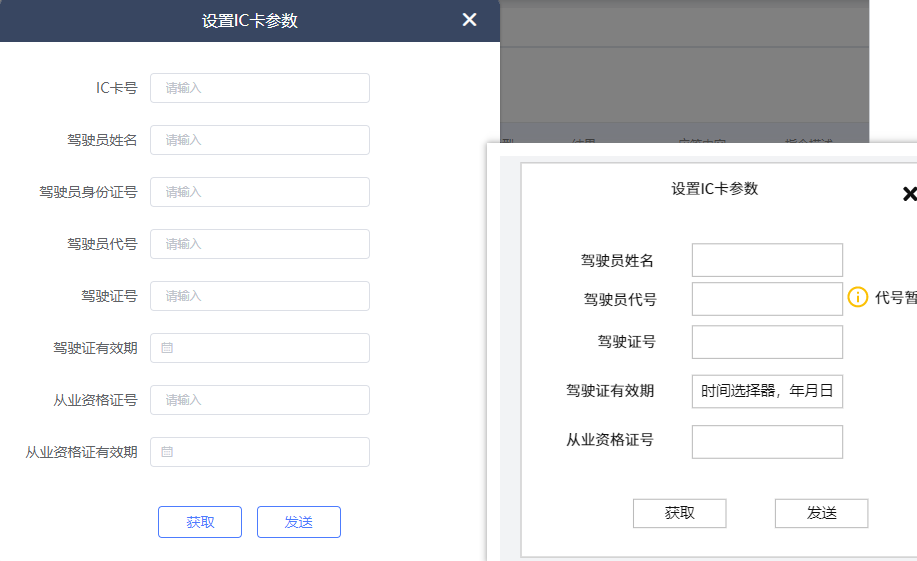 设置IC卡参数
IC卡号
请输入
驾驶员姓名
请输入
驾驶员身份证号
请输入
驾驶员代号
请输入
驾驶证号
请输入
驾驶证有效期
从业资格证号
请输入
从业资格证有效期
获取
发送
设置IC卡参数
驾驶员姓名
驾驶员代号
代号暂
驾驶证号
驾驶证有效期
时间选择器，年月日
从业资格证号
获取
发送